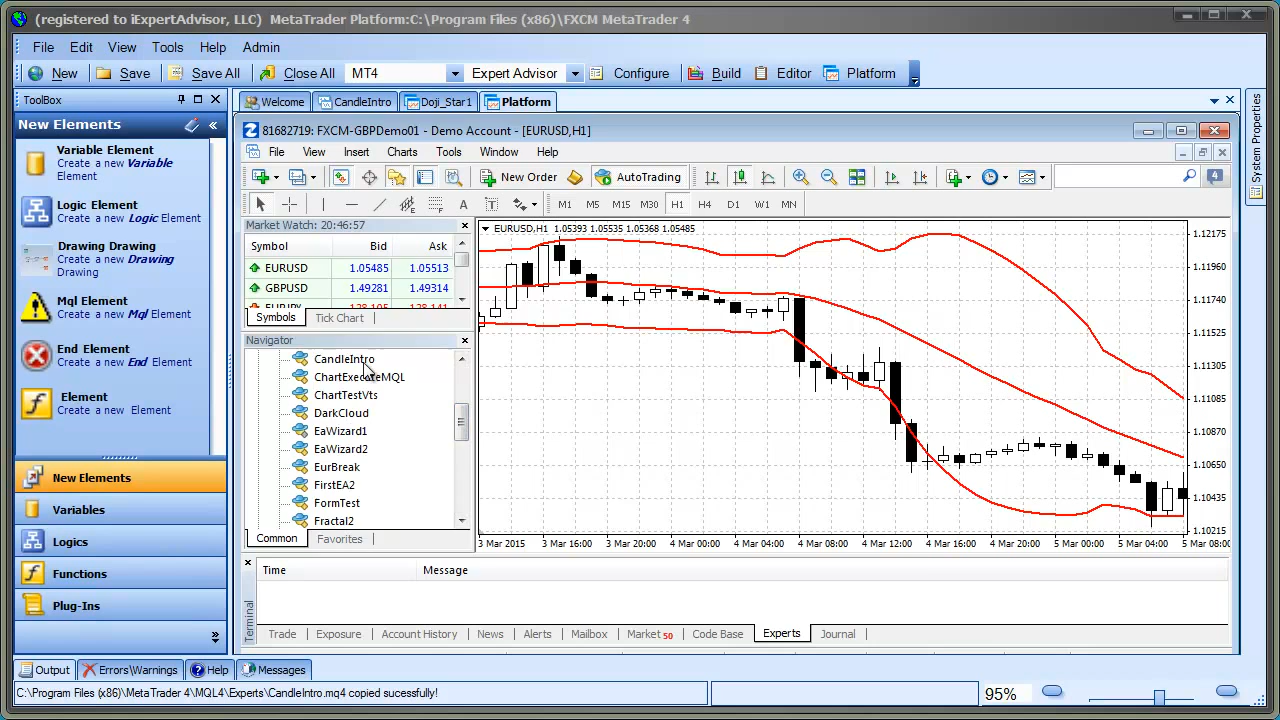 (registered to iExpertAdvisor, LLC) MetaTrader Platform:C:\Program Files (x86)\FXCM MetaTrader 4
File Edit View Tools Help Admin
New Save Save All Close All MT4 Expert Advisor Configure Build Editor Platform
ToolBox
Welcome CandleIntro Doji_Star1 Platform
New Elements
Variable Element
Create a new Variable
Element
Logic Element
Create a new Logic Element
Drawing Drawing
Create a new Drawing
Drawing
Mql Element
Create a new Mql Element
End Element
Create a new End Element
Element
Create a new Element
New Elements
Variables
Logics
Functions
Plug-Ins
81682719: FXCM-GBPDemo01 - Demo Account - [EURUSD,H1]
File View Insert Charts Tools Window Help
New Order AutoTrading 4
A T M1 M5 M15 M30 H1 H4 D1 W1 MN
Market Watch: 20:46:57
Symbol Bid Ask
EURUSD 1.05485 1.05513
GBPUSD 1.49281 1.49314
EURJPY 128.105 128.141
Symbols Tick Chart
Navigator
CandleIntro
ChartExecuteMQL
ChartTestVts
DarkCloud
EaWizard1
EaWizard2
EurBreak
FirstEA2
FormTest
Fractal2
Common Favorites
EURUSD,H1 1.05393 1.05535 1.05368 1.05485
1.12175
1.11960
1.11740
1.11525
1.11305
1.11085
1.10870
1.10650
1.10435
1.10215
3 Mar 2015 3 Mar 16:00 3 Mar 20:00 4 Mar 00:00 4 Mar 04:00 4 Mar 08:00 4 Mar 12:00 4 Mar 16:00 4 Mar 20:00 5 Mar 00:00 5 Mar 04:00 5 Mar 08:00
Time Message
Terminal
Trade Exposure Account History News Alerts Mailbox Market 50 Code Base Experts Journal
System Properties
Output Errors\Warnings Help Messages
C:\Program Files (x86)\MetaTrader 4\MQL4\Experts\CandleIntro.mq4 copied sucessfully!
95%